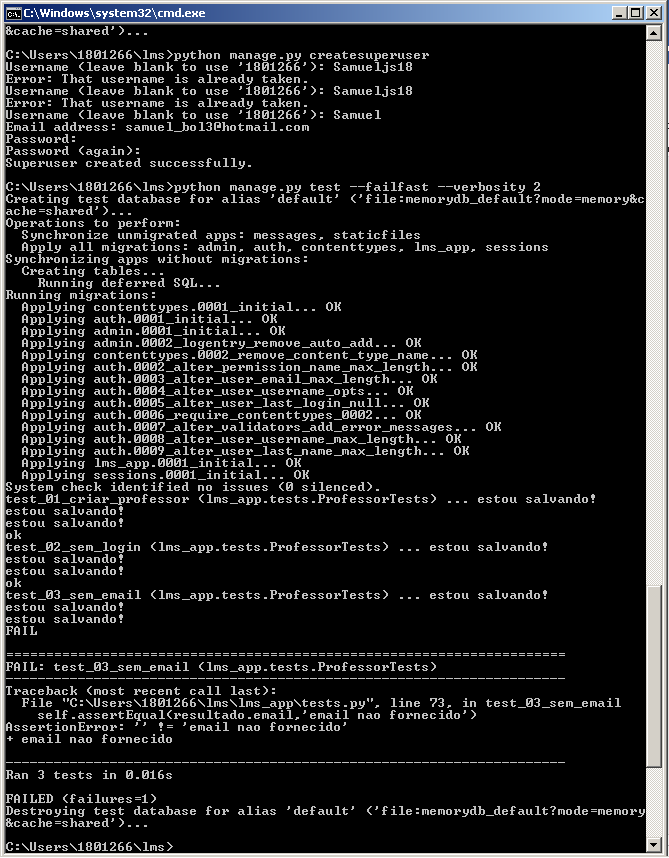 C:\Windows\system32\cmd.exe
&cache=shared')...
C:\Users\1801266\lms>python manage.py createsuperuser
Username (leave blank to use '1801266'): Samueljs18
Error: That username is already taken.
Username (leave blank to use '1801266'): Samueljs18
Error: That username is already taken.
Username (leave blank to use '1801266'): Samuel
Email address: samuel_bol3@hotmail.com
Password:
Password (again):
Superuser created successfully.
C:\Users\1801266\lms>python manage.py test --failfast --verbosity 2
Creating test database for alias 'default' ('file:memorydb_default?mode=memory&c
ache=shared')...
Operations to perform:
  Synchronize unmigrated apps: messages, staticfiles
  Apply all migrations: admin, auth, contenttypes, lms_app, sessions
Synchronizing apps without migrations:
  Creating tables...
    Running deferred SQL...
Running migrations:
  Applying contenttypes.0001_initial... OK
  Applying auth.0001_initial... OK
  Applying admin.0001_initial... OK
  Applying admin.0002_logentry_remove_auto_add... OK
  Applying contenttypes.0002_remove_content_type_name... OK
  Applying auth.0002_alter_permission_name_max_length... OK
  Applying auth.0003_alter_user_email_max_length... OK
  Applying auth.0004_alter_user_username_opts... OK
  Applying auth.0005_alter_user_last_login_null... OK
  Applying auth.0006_require_contenttypes_0002... OK
  Applying auth.0007_alter_validators_add_error_messages... OK
  Applying auth.0008_alter_user_username_max_length... OK
  Applying auth.0009_alter_user_last_name_max_length... OK
  Applying lms_app.0001_initial... OK
  Applying sessions.0001_initial... OK
System check identified no issues (0 silenced).
test_01_criar_professor (lms_app.tests.ProfessorTests) ... estou salvando!
estou salvando!
estou salvando!
ok
test_02_sem_login (lms_app.tests.ProfessorTests) ... estou salvando!
estou salvando!
estou salvando!
ok
test_03_sem_email (lms_app.tests.ProfessorTests) ... estou salvando!
estou salvando!
estou salvando!
FAIL
======================================================================
FAIL: test_03_sem_email (lms_app.tests.ProfessorTests)
----------------------------------------------------------------------
Traceback (most recent call last):
  File "C:\Users\1801266\lms\lms_app\tests.py", line 73, in test_03_sem_email
    self.assertEqual(resultado.email,'email nao fornecido')
AssertionError: '' != 'email nao fornecido'
+ email nao fornecido
----------------------------------------------------------------------
Ran 3 tests in 0.016s
FAILED (failures=1)
Destroying test database for alias 'default' ('file:memorydb_default?mode=memory
&cache=shared')...
C:\Users\1801266\lms>